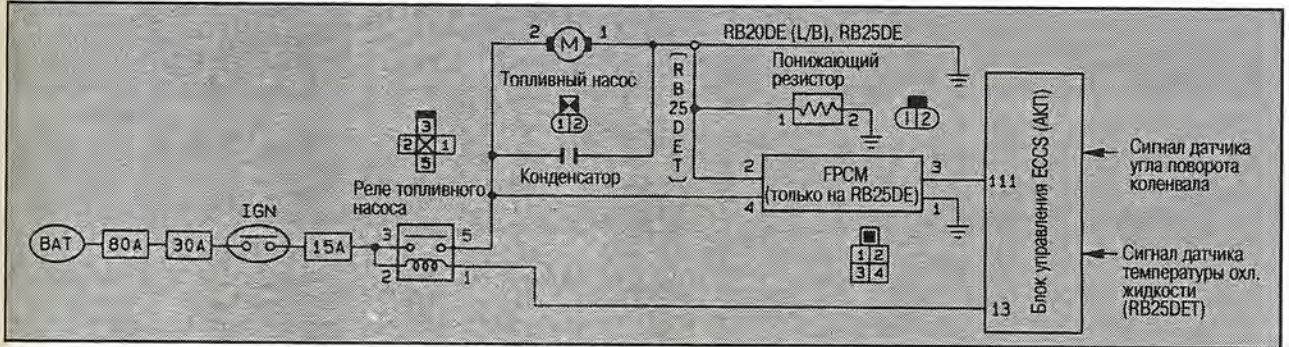 2
M
1
RB20DE (L/B), RB25DE
Топливный насос
1 2
R
B
25
D
E
T
Понижающий
резистор
1
2
1 2
3
2 1
5
Конденсатор
2
FPCM
(только на RB25DE)
3
4
1
111
Сигнал датчика
угла поворота
коленвала
Блок управления ECCS (АКП)
Реле топливного
насоса
IGN
BAT
80A
30A
15A
3
5
2
1
1 2
3 4
13
Сигнал датчика
температуры охл.
жидкости
(RB25DET)